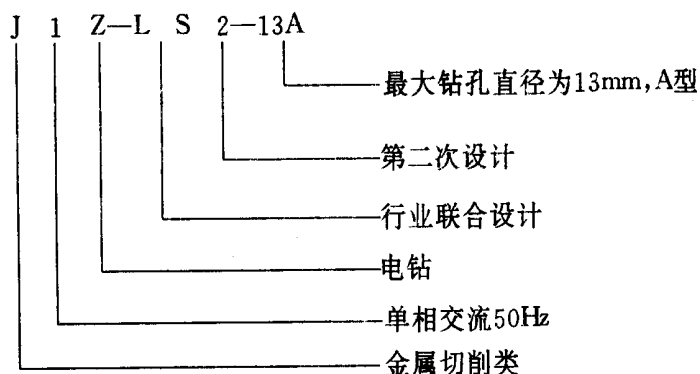 J 1 Z—L S 2—13A
最大钻孔直径为13mm,A型
第二次设计
行业联合设计
电钻
单相交流50Hz
金属切削类